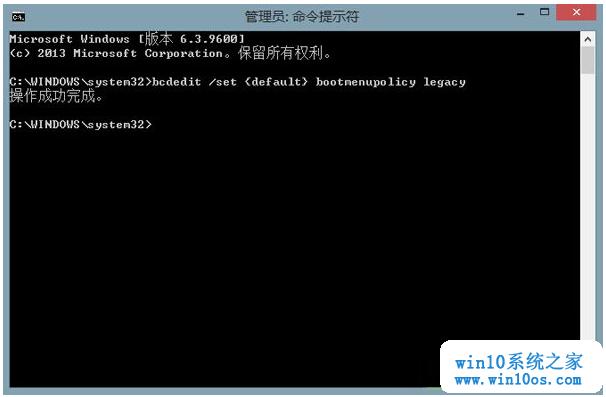 管理员: 命令提示符
Microsoft Windows [版本 6.3.9600]
(c) 2013 Microsoft Corporation。保留所有权利。
C:\WINDOWS\system32>bcdedit /set {default} bootmenupolicy legacy
操作成功完成。
C:\WINDOWS\system32>
win10系统之家
www.win10os.com